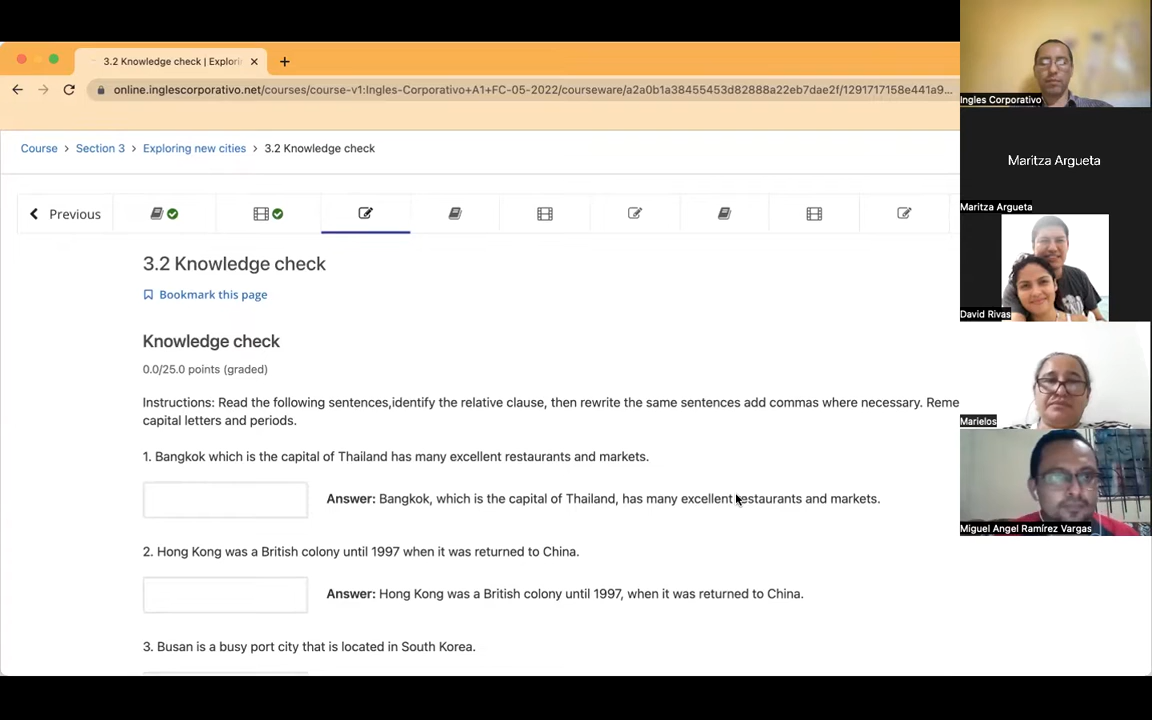 3.2 Knowledge check | Explori
online.inglescorporativo.net/courses/course-v1:Ingles-Corporativo+A1+FC-05-2022/courseware/a2a0b1a38455453d82888a22eb7dae2f/1291717158e441a9...
Course > Section 3 > Exploring new cities > 3.2 Knowledge check
Previous
3.2 Knowledge check
Bookmark this page
Knowledge check
0.0/25.0 points (graded)
Instructions: Read the following sentences,identify the relative clause, then rewrite the same sentences add commas where necessary. Reme
capital letters and periods.
1. Bangkok which is the capital of Thailand has many excellent restaurants and markets.
Answer: Bangkok, which is the capital of Thailand, has many excellent restaurants and markets.
2. Hong Kong was a British colony until 1997 when it was returned to China.
Answer: Hong Kong was a British colony until 1997, when it was returned to China.
3. Busan is a busy port city that is located in South Korea.
Ingles Corporativo
Maritza Argueta
Maritza Argueta
David Rivas
Marielos
Miguel Angel Ramírez Vargas